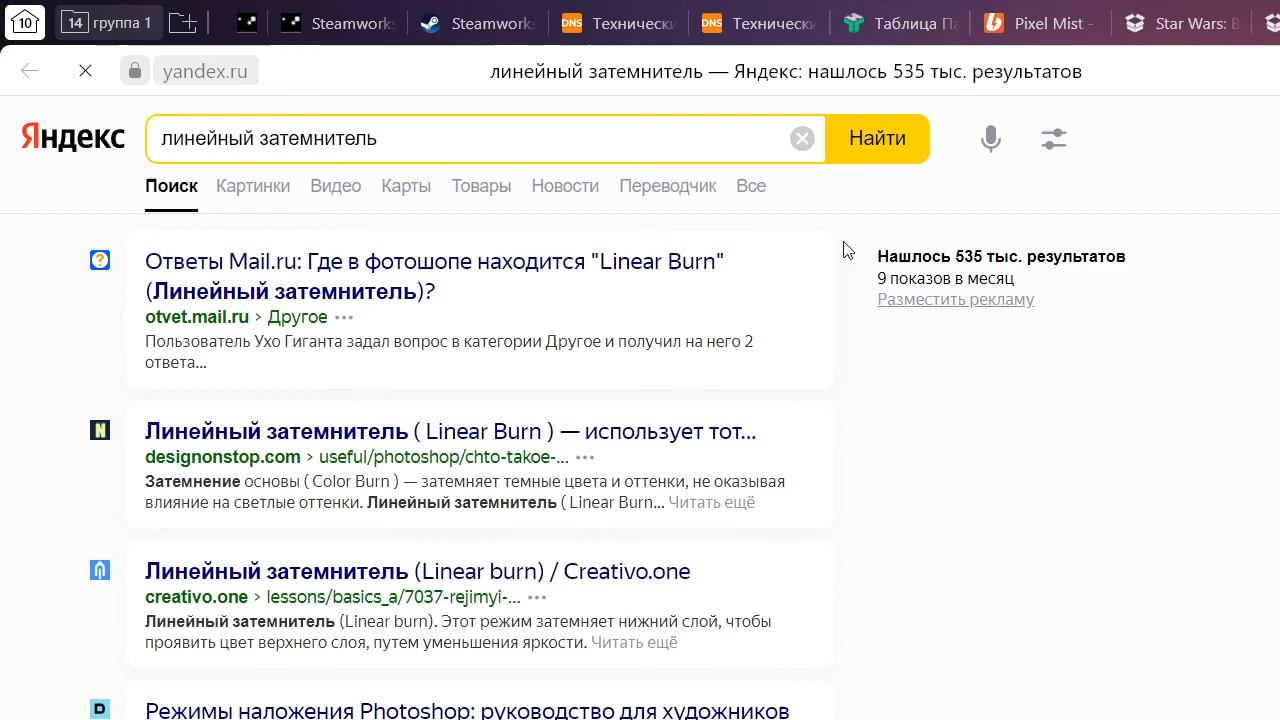 10
14 группа 1
Steamworks
Steamworks
DNS Технически
DNS Технически
Таблица Па
Pixel Mist -
Star Wars: B
yandex.ru
линейный затемнитель — Яндекс: нашлось 535 тыс. результатов
Яндекс
линейный затемнитель
Найти
Поиск Картинки Видео Карты Товары Новости Переводчик Все
Ответы Mail.ru: Где в фотошопе находится "Linear Burn"
(Линейный затемнитель)?
otvet.mail.ru › Другое
Пользователь Ухо Гиганта задал вопрос в категории Другое и получил на него 2
ответа...
Нашлось 535 тыс. результатов
9 показов в месяц
Разместить рекламу
N
Линейный затемнитель ( Linear Burn ) — использует тот...
designonstop.com › useful/photoshop/chto-takoe-...
Затемнение основы ( Color Burn ) — затемняет темные цвета и оттенки, не оказывая
влияние на светлые оттенки. Линейный затемнитель ( Linear Burn... Читать ещё
Линейный затемнитель (Linear burn) / Creativo.one
creativo.one › lessons/basics_a/7037-rejimyi-...
Линейный затемнитель (Linear burn). Этот режим затемняет нижний слой, чтобы
проявить цвет верхнего слоя, путем уменьшения яркости. Читать ещё
D
Режимы наложения Photoshop: руководство для художников